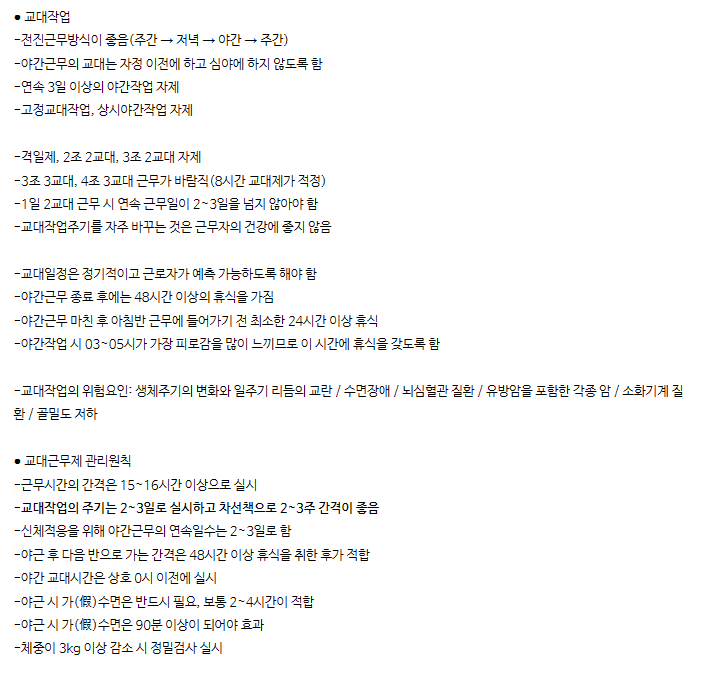 ● 교대작업
-전진근무방식이 좋음(주간 → 저녁 → 야간 → 주간)
-야간근무의 교대는 자정 이전에 하고 심야에 하지 않도록 함
-연속 3일 이상의 야간작업 자제
-고정교대작업, 상시야간작업 자제
-격일제, 2조 2교대, 3조 2교대 자제
-3조 3교대, 4조 3교대 근무가 바람직(8시간 교대제가 적정)
-1일 2교대 근무 시 연속 근무일이 2~3일을 넘지 않아야 함
-교대작업주기를 자주 바꾸는 것은 근무자의 건강에 좋지 않음
-교대일정은 정기적이고 근로자가 예측 가능하도록 해야 함
-야간근무 종료 후에는 48시간 이상의 휴식을 가짐
-야간근무 마친 후 아침반 근무에 들어가기 전 최소한 24시간 이상 휴식
-야간작업 시 03~05시가 가장 피로감을 많이 느끼므로 이 시간에 휴식을 갖도록 함
-교대작업의 위험요인: 생체주기의 변화와 일주기 리듬의 교란 / 수면장애 / 뇌심혈관 질환 / 유방암을 포함한 각종 암 / 소화기계 질
환 / 골밀도 저하
● 교대근무제 관리원칙
-근무시간의 간격은 15~16시간 이상으로 실시
-교대작업의 주기는 2~3일로 실시하고 차선책으로 2~3주 간격이 좋음
-신체적응을 위해 야간근무의 연속일수는 2~3일로 함
-야근 후 다음 반으로 가는 간격은 48시간 이상 휴식을 취한 후가 적합
-야간 교대시간은 상호 0시 이전에 실시
-야근 시 가(假)수면은 반드시 필요, 보통 2~4시간이 적합
-야근 시 가(假)수면은 90분 이상이 되어야 효과
-체중이 3kg 이상 감소 시 정밀검사 실시